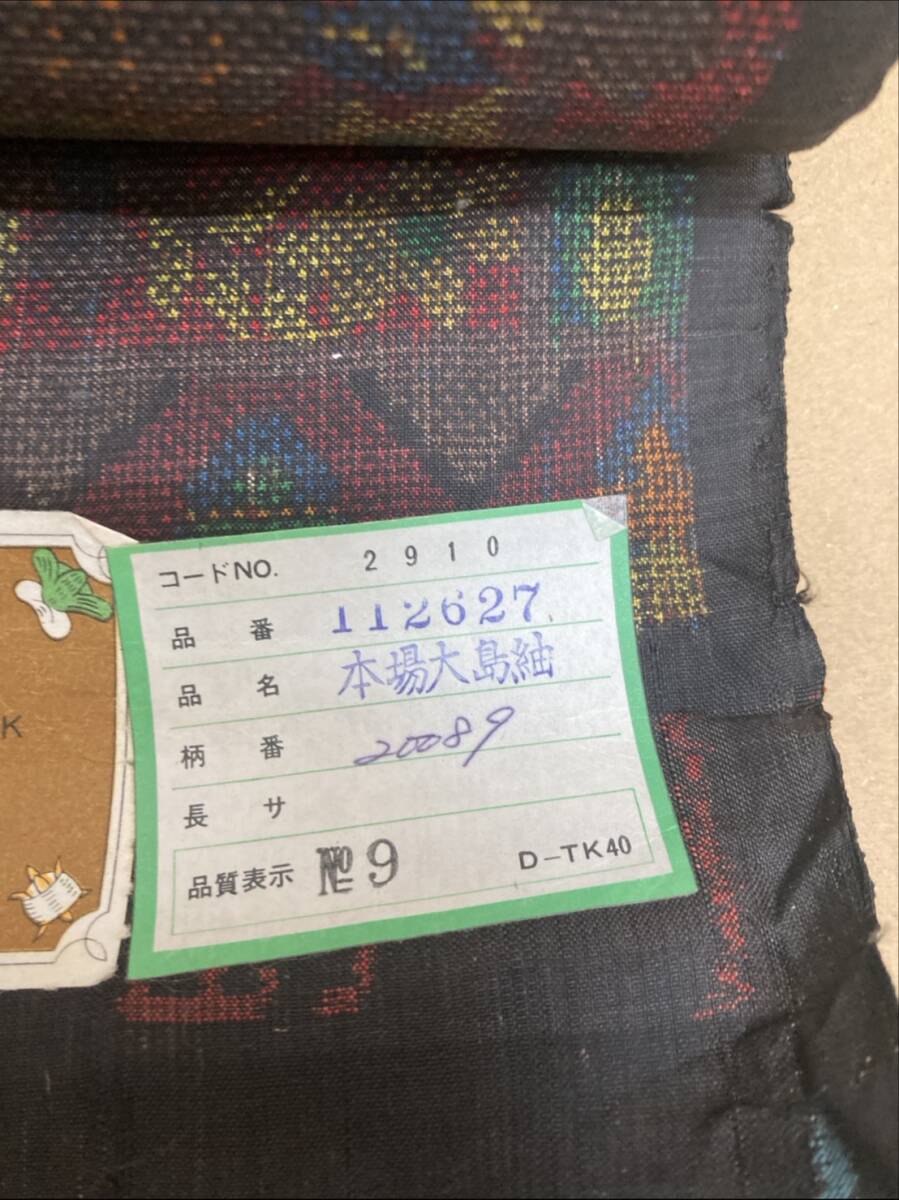 コードNO. 2910
品番 112627
品名 本場大島紬
柄番 20089
長サ
品質表示 №9 D-TK40
K